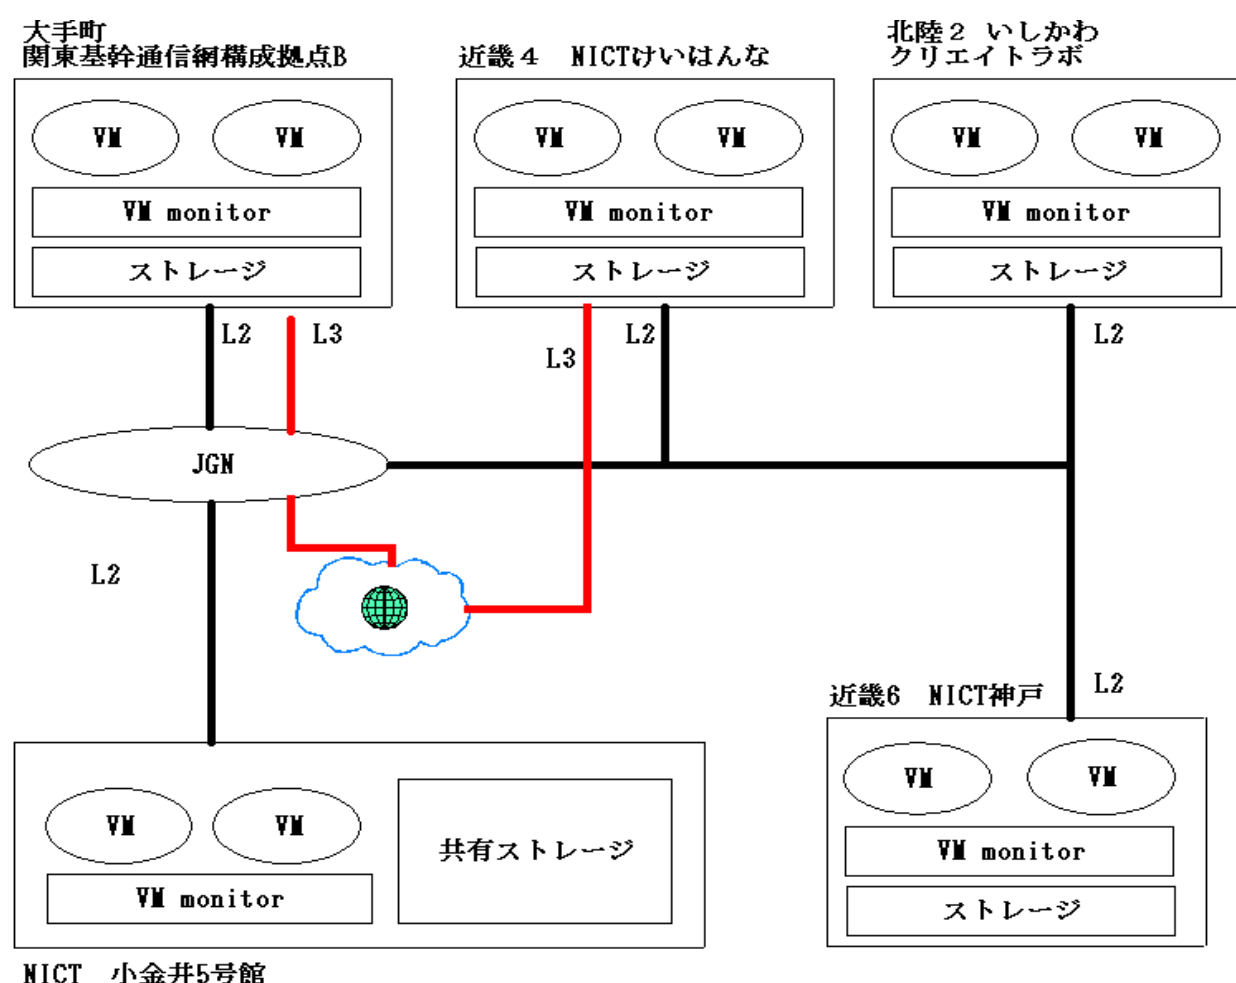 大手町
関東基幹通信網構成拠点B
近畿４　NICTけいはんな
北陸２ いしかわ
クリエイトラボ
VM
VM
VM monitor
ストレージ
VM
VM
VM monitor
ストレージ
VM
VM
VM monitor
ストレージ
L2
L3
L3
L2
L2
JGN
L2
L2
近畿6　NICT神戸
VM
VM
VM monitor
共有ストレージ
VM
VM
VM monitor
ストレージ
NICT　小金井5号館